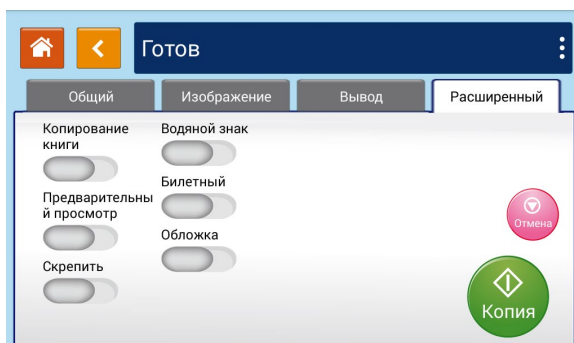 Готов
Общий
Изображение
Вывод
Расширенный
Копирование
книги
Водяной знак
Предварительны
й просмотр
Билетный
Скрепить
Обложка
Отмена
Копия